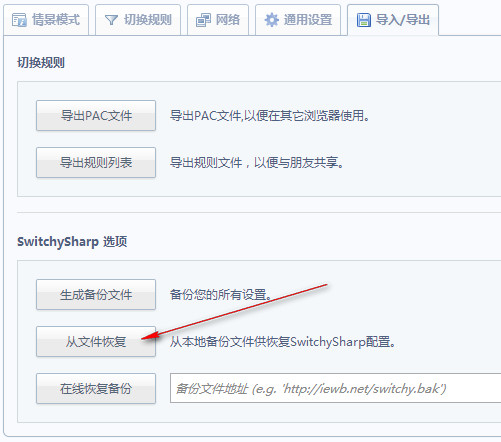 情景模式 切换规则 网络 通用设置 导入/导出
切换规则
导出PAC文件 导出PAC文件,以便在其它浏览器使用。
导出规则列表 导出规则文件，以便与朋友共享。
SwitchySharp 选项
生成备份文件 备份您的所有设置。
从文件恢复 从本地备份文件供恢复SwitchySharp配置。
在线恢复备份 备份文件地址 (e.g. 'http://iewb.net/switchy.bak')